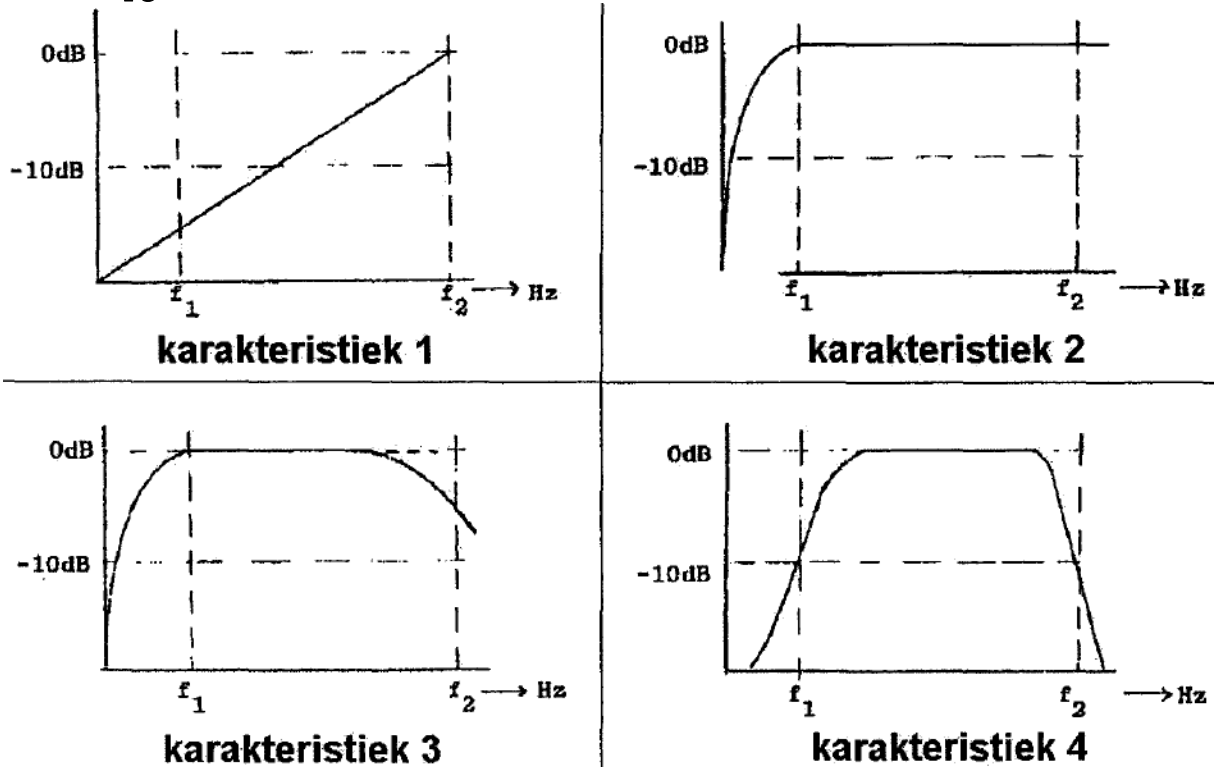 0dB
-10dB
f1
f2 → Hz
karakteristiek 1
0dB
-10dB
f1
f2 → Hz
karakteristiek 2
0dB
-10dB
f1
f2 → Hz
karakteristiek 3
0dB
-10dB
f1
f2 → Hz
karakteristiek 4